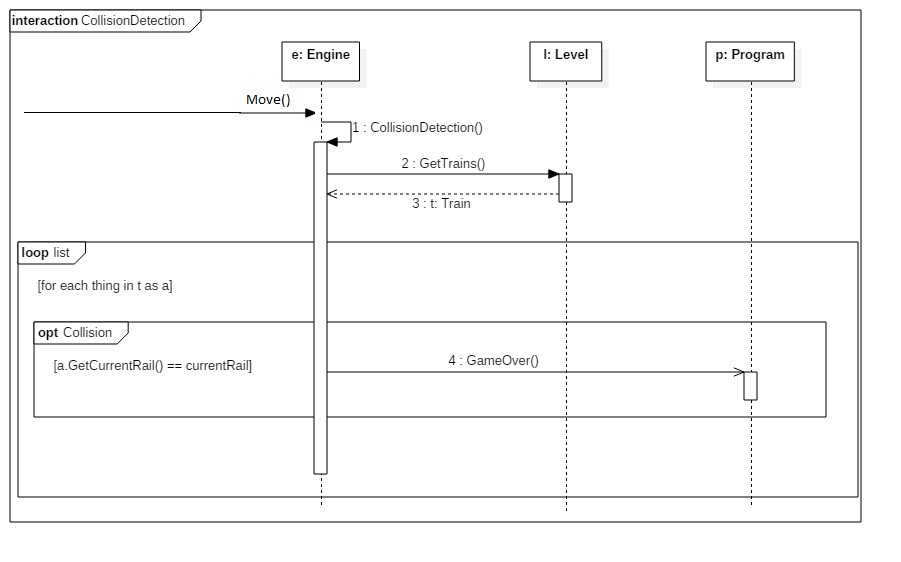 interaction CollisionDetection
e: Engine
l: Level
p: Program
Move()
1 : CollisionDetection()
2 : GetTrains()
3 : t: Train
loop list
[for each thing in t as a]
opt Collision
4 : GameOver()
[a.GetCurrentRail() == currentRail]